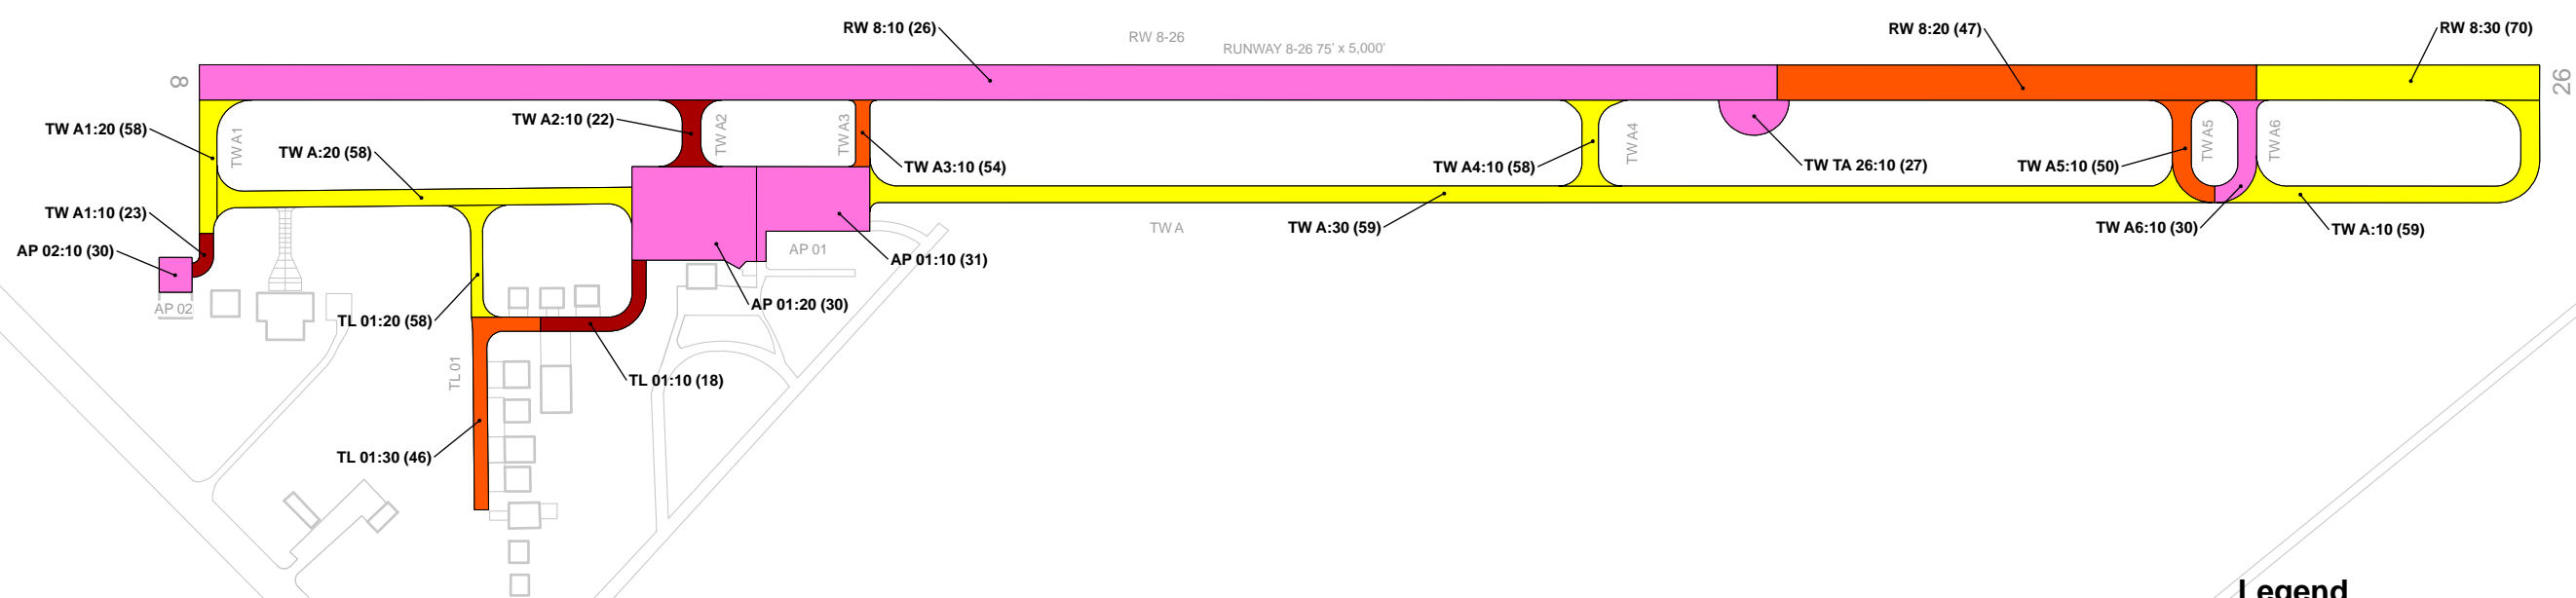 RW 8:10 (26)
RW 8-26
RUNWAY 8-26 75' x 5,000'
RW 8:20 (47)
RW 8:30 (70)
8
26
TW A1:20 (58)
TW A1
TW A:20 (58)
TW A2:10 (22)
TW A2
TW A3
TW A3:10 (54)
TW A4:10 (58)
TW A4
TW TA 26:10 (27)
TW A5:10 (50)
TW A5
TW A6
TW A1:10 (23)
AP 02:10 (30)
AP 02
TW A:30 (59)
TW A
TW A6:10 (30)
TW A:10 (59)
AP 01
AP 01:10 (31)
AP 01:20 (30)
TL 01:20 (58)
TL 01
TL 01:10 (18)
TL 01:30 (46)
Legend